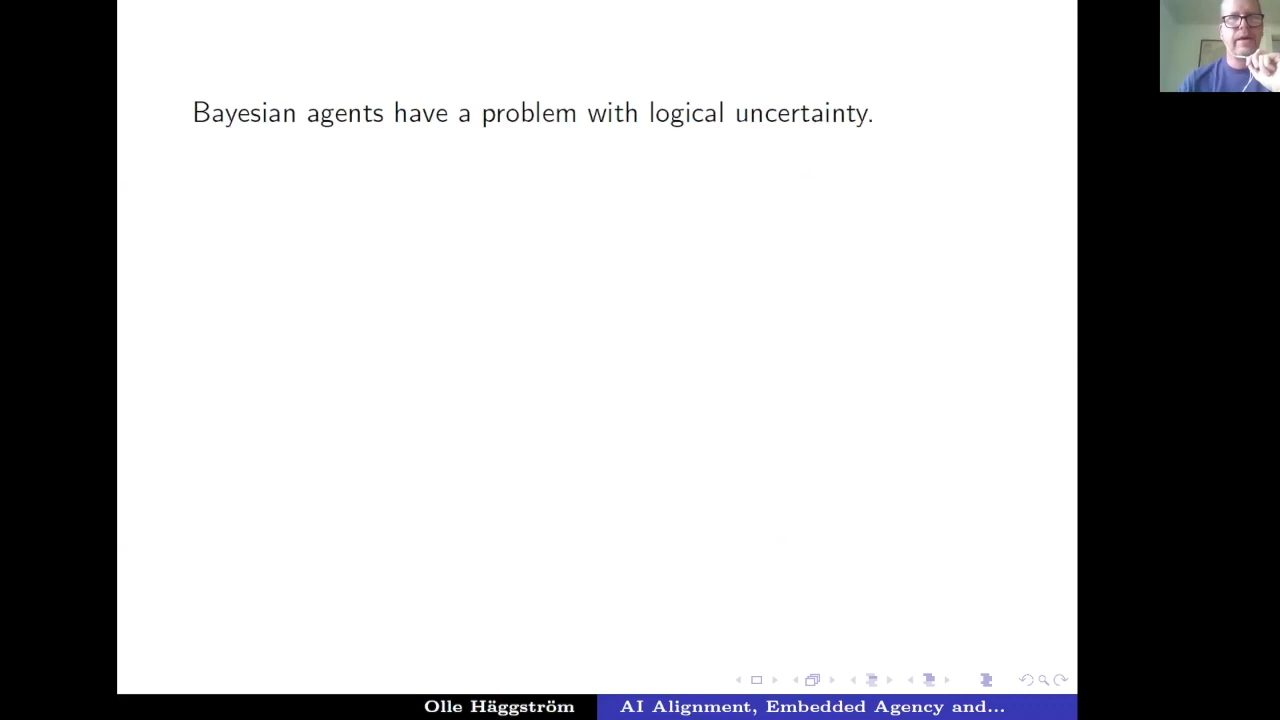 Bayesian agents have a problem with logical uncertainty.
Olle Häggström
AI Alignment, Embedded Agency and...